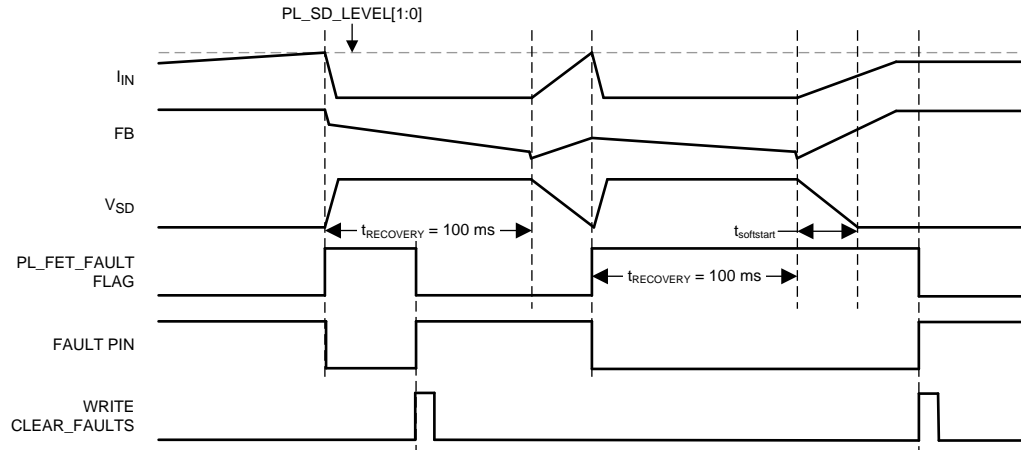 PL_SD_LEVEL[1:0]
IIN
FB
VSD
tRECOVERY = 100 ms
tsoftstart
PL_FET_FAULT
FLAG
tRECOVERY = 100 ms
FAULT PIN
WRITE
CLEAR_FAULTS